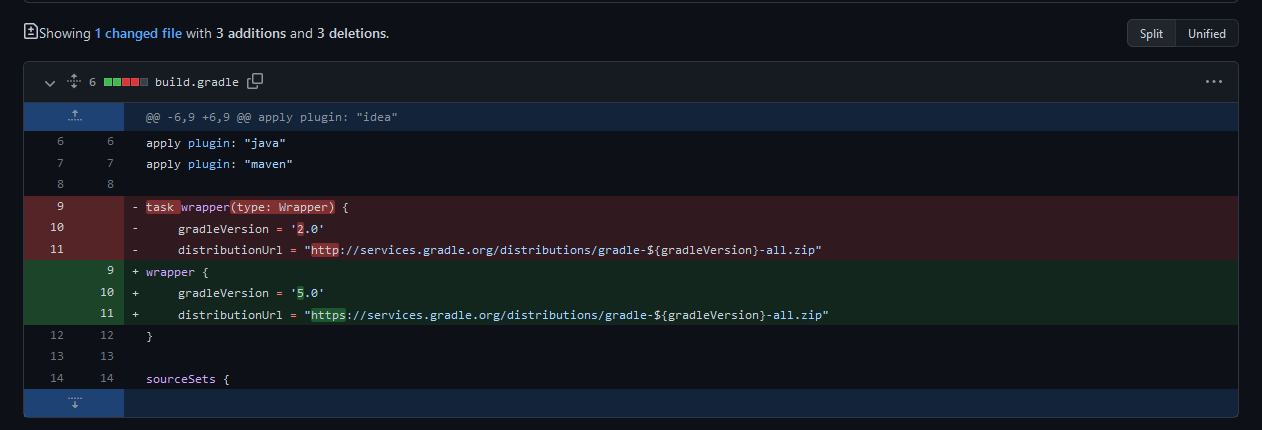 Showing 1 changed file with 3 additions and 3 deletions.
Split Unified
6 build.gradle
@@ -6,9 +6,9 @@ apply plugin: "idea"
6 6 apply plugin: "java"
7 7 apply plugin: "maven"
8 8
9 - task wrapper(type: Wrapper) {
10 - gradleVersion = '2.0'
11 - distributionUrl = "http://services.gradle.org/distributions/gradle-${gradleVersion}-all.zip"
9 + wrapper {
10 + gradleVersion = '5.0'
11 + distributionUrl = "https://services.gradle.org/distributions/gradle-${gradleVersion}-all.zip"
12 12 }
13 13
14 14 sourceSets {